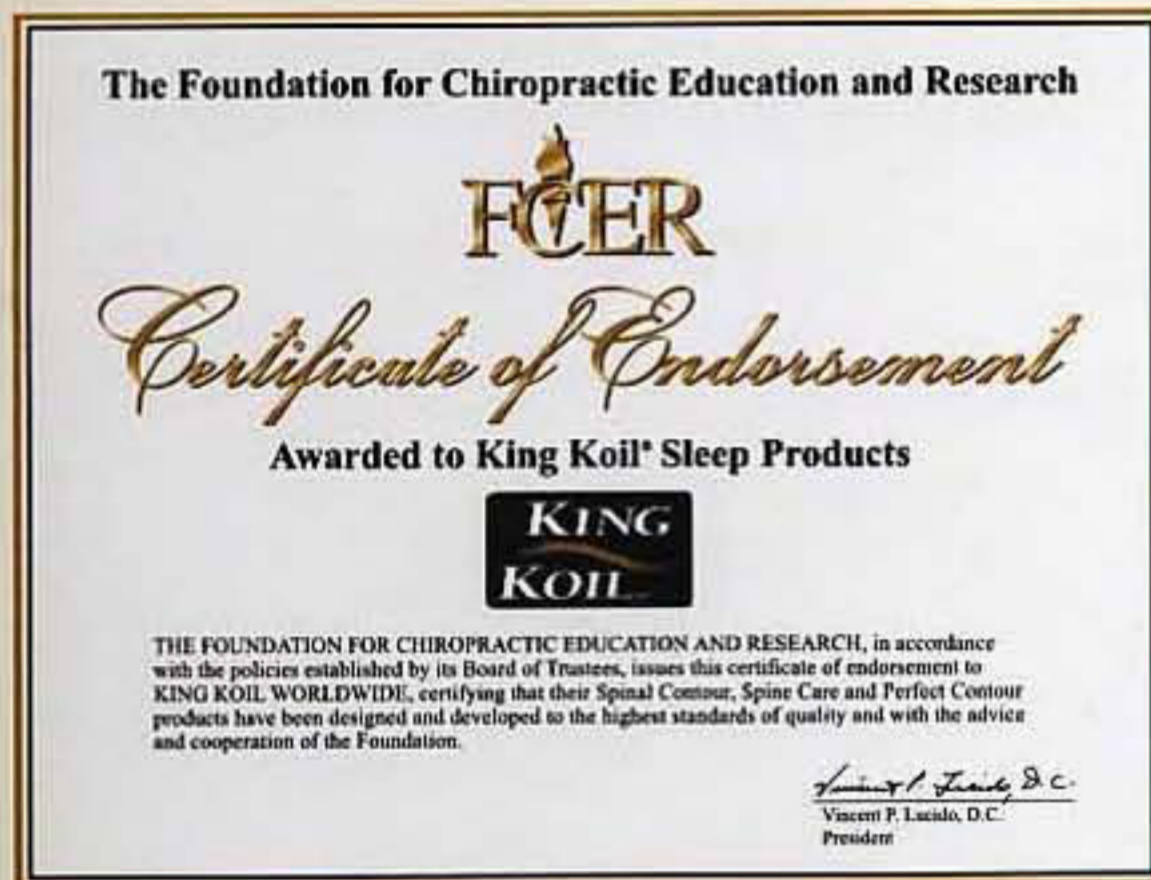 The Foundation for Chiropractic Education and Research
FCER
Certificate of Endorsement
Awarded to King Koil® Sleep Products
KING
KOIL
THE FOUNDATION FOR CHIROPRACTIC EDUCATION AND RESEARCH, in accordance
with the policies established by its Board of Trustees, issues this certificate of endorsement to
KING KOIL WORLDWIDE, certifying that their Spinal Contour, Spine Care and Perfect Contour
products have been designed and developed to the highest standards of quality and with the advice
and cooperation of the Foundation.
Vincent P. Lucido, D.C.
Vincent P. Lucido, D.C.
President